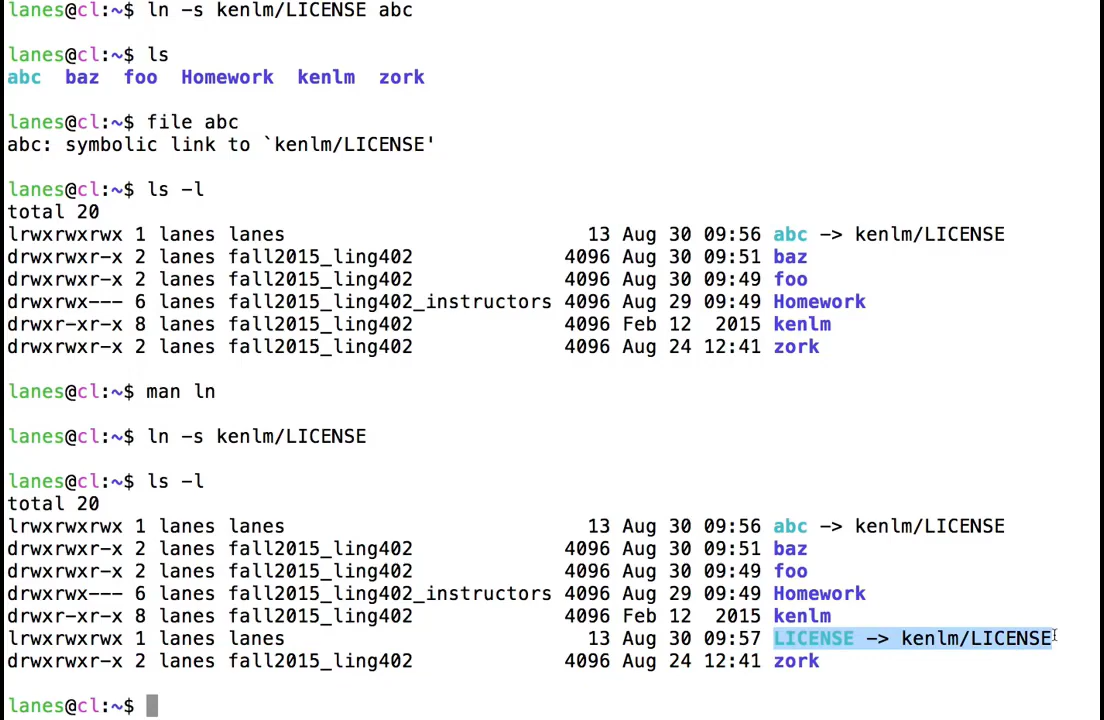 lanes@cl:~$ ln -s kenlm/LICENSE abc
lanes@cl:~$ ls
abc  baz  foo  Homework  kenlm  zork
lanes@cl:~$ file abc
abc: symbolic link to `kenlm/LICENSE'
lanes@cl:~$ ls -l
total 20
lrwxrwxrwx 1 lanes lanes                          13 Aug 30 09:56 abc -> kenlm/LICENSE
drwxrwxr-x 2 lanes fall2015_ling402             4096 Aug 30 09:51 baz
drwxrwxr-x 2 lanes fall2015_ling402             4096 Aug 30 09:49 foo
drwxrwx--- 6 lanes fall2015_ling402_instructors 4096 Aug 29 09:49 Homework
drwxr-xr-x 8 lanes fall2015_ling402             4096 Feb 12  2015 kenlm
drwxrwxr-x 2 lanes fall2015_ling402             4096 Aug 24 12:41 zork
lanes@cl:~$ man ln
lanes@cl:~$ ln -s kenlm/LICENSE
lanes@cl:~$ ls -l
total 20
lrwxrwxrwx 1 lanes lanes                          13 Aug 30 09:56 abc -> kenlm/LICENSE
drwxrwxr-x 2 lanes fall2015_ling402             4096 Aug 30 09:51 baz
drwxrwxr-x 2 lanes fall2015_ling402             4096 Aug 30 09:49 foo
drwxrwx--- 6 lanes fall2015_ling402_instructors 4096 Aug 29 09:49 Homework
drwxr-xr-x 8 lanes fall2015_ling402             4096 Feb 12  2015 kenlm
lrwxrwxrwx 1 lanes lanes                          13 Aug 30 09:57 LICENSE -> kenlm/LICENSE
drwxrwxr-x 2 lanes fall2015_ling402             4096 Aug 24 12:41 zork
lanes@cl:~$